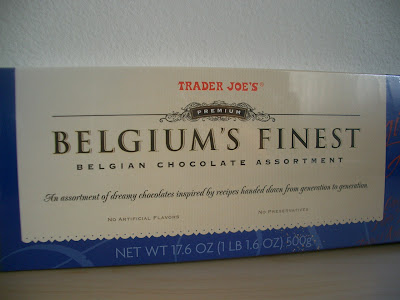 TRADER JOE'S®
PREMIUM
BELGIUM'S FINEST
BELGIAN CHOCOLATE ASSORTMENT
An assortment of dreamy chocolates inspired by recipes handed down from generation to generation.
NO ARTIFICIAL FLAVORS NO PRESERVATIVES
NET WT 17.6 OZ (1 LB 1.6 OZ) 500g